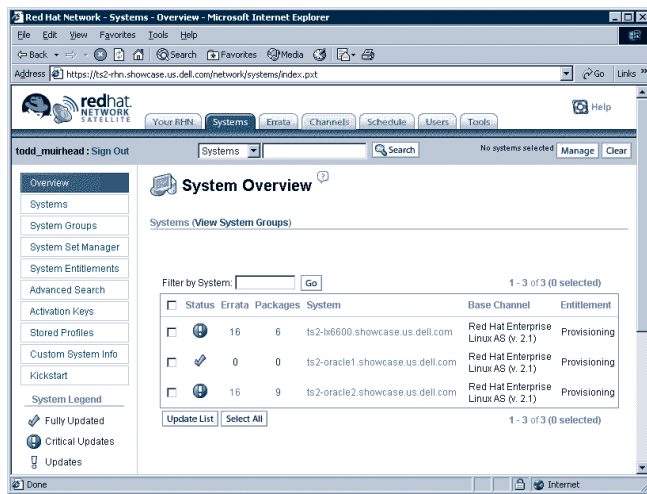 Red Hat Network - Systems - Overview - Microsoft Internet Explorer
File Edit View Favorites Tools Help
Back Search Favorites Media
Address https://ts2-rhn.showcase.us.dell.com/network/systems/index.pxt Go Links »
redhat.
NETWORK
SATELLITE
Help
Your RHN Systems Errata Channels Schedule Users Tools
todd_muirhead : Sign Out Systems Search No systems selected Manage Clear
Overview
Systems
System Groups
System Set Manager
System Entitlements
Advanced Search
Activation Keys
Stored Profiles
Custom System Info
Kickstart
System Legend
Fully Updated
Critical Updates
Updates
System Overview ?
Systems (View System Groups)
Filter by System: Go 1 - 3 of 3 (0 selected)
Status Errata Packages System Base Channel Entitlement
16 6 ts2-lx6600.showcase.us.dell.com Red Hat Enterprise Linux AS (v. 2.1) Provisioning
0 0 ts2-oracle1.showcase.us.dell.com Red Hat Enterprise Linux AS (v. 2.1) Provisioning
16 9 ts2-oracle2.showcase.us.dell.com Red Hat Enterprise Linux AS (v. 2.1) Provisioning
Update List Select All 1 - 3 of 3 (0 selected)
Done Internet